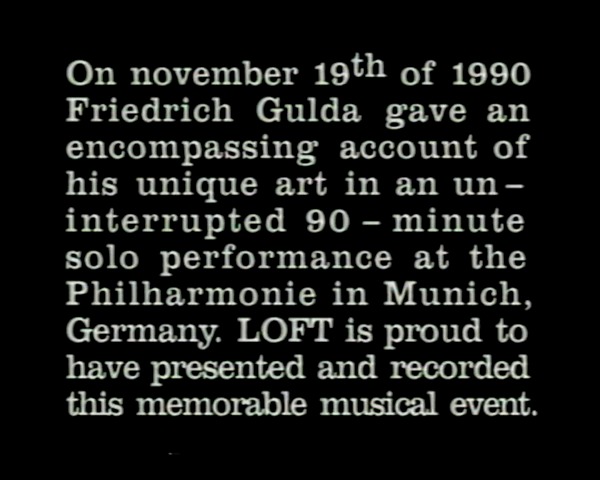 On november 19th of 1990
Friedrich Gulda gave an
encompassing account of
his unique art in an un–
interrupted 90 – minute
solo performance at the
Philharmonie in Munich,
Germany. LOFT is proud to
have presented and recorded
this memorable musical event.